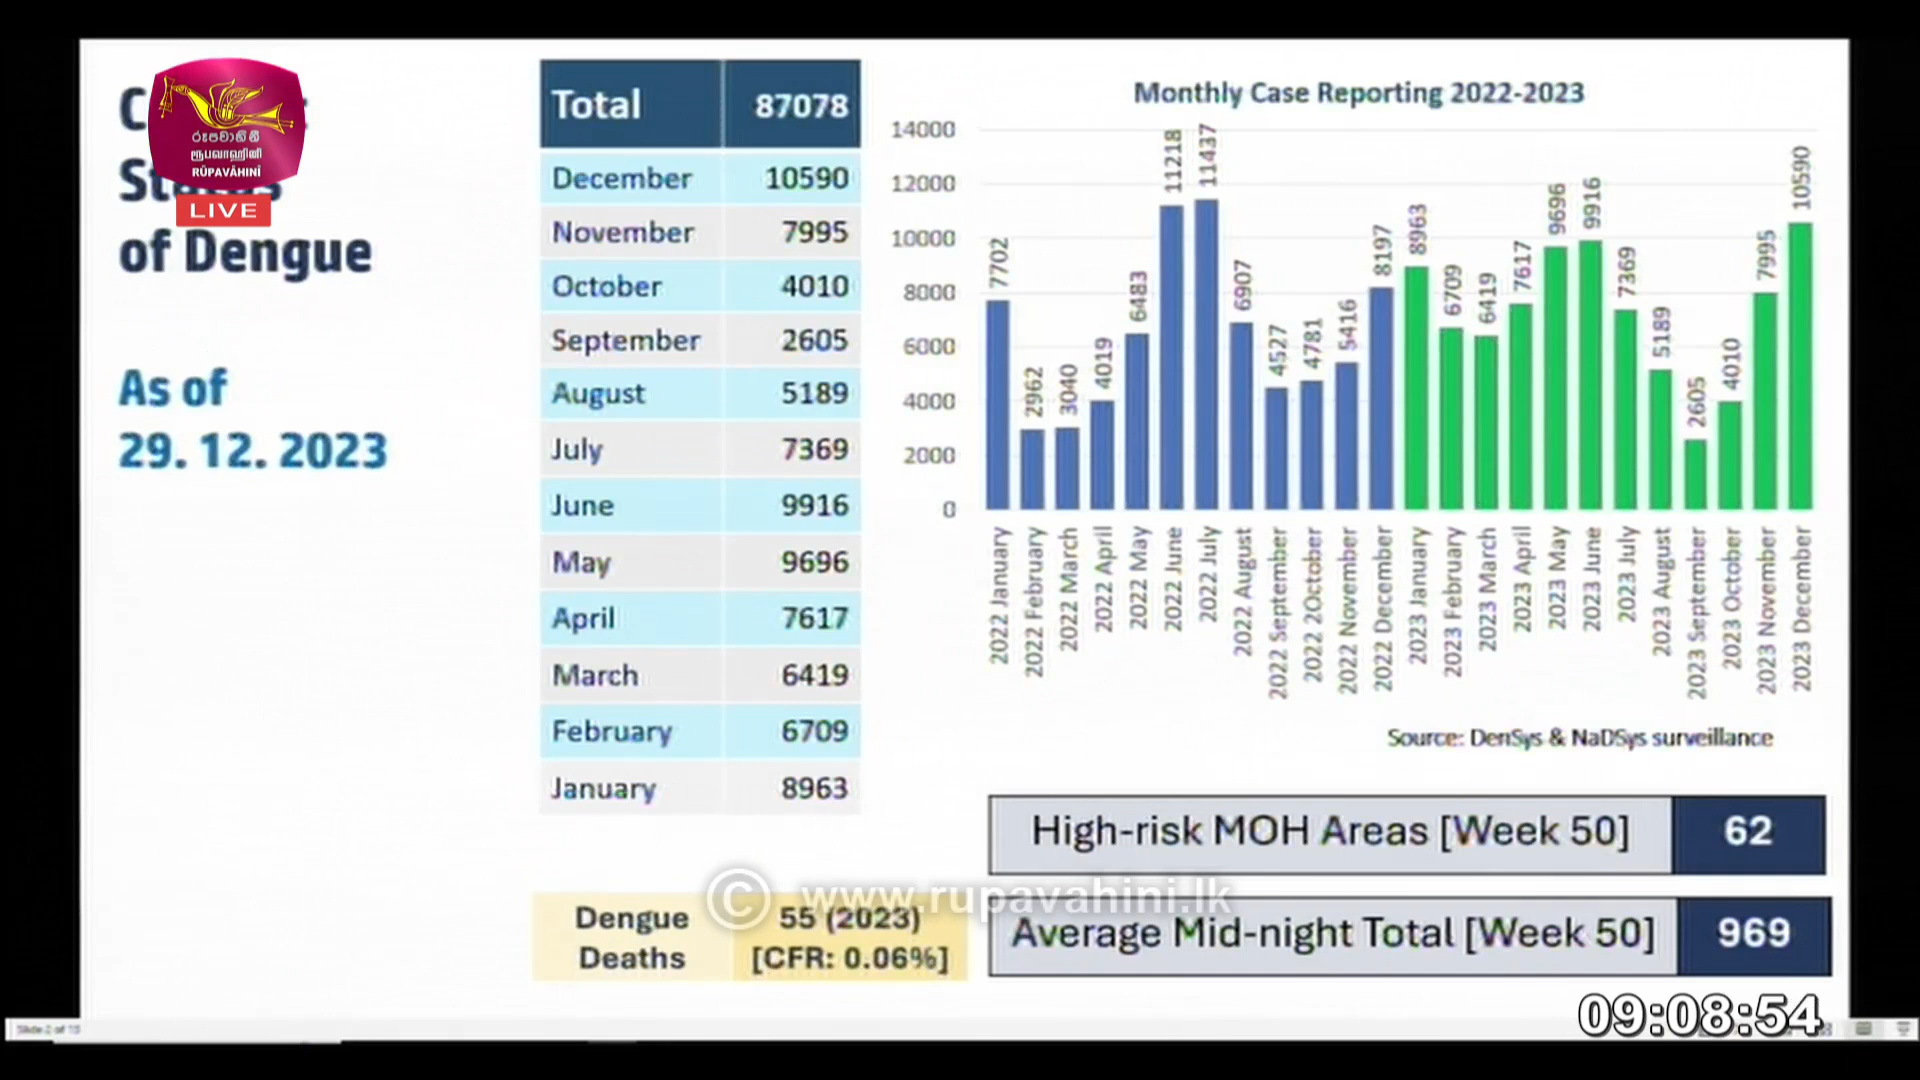 of Dengue
As of
29. 12. 2023
රූපවාහිනී
ரூபவாஹினி
RŪPAVĀHINĪ
LIVE
Total 87078
December 10590
November 7995
October 4010
September 2605
August 5189
July 7369
June 9916
May 9696
April 7617
March 6419
February 6709
January 8963
Dengue Deaths
55 (2023)
[CFR: 0.06%]
Monthly Case Reporting 2022-2023
14000
12000
10000
8000
6000
4000
2000
0
7702
2962
3040
4019
6483
11218
11437
6907
4527
4781
5416
8197
8963
6709
6419
7617
9696
9916
7369
5189
2605
4010
7995
10590
2022 January
2022 February
2022 March
2022 April
2022 May
2022 June
2022 July
2022 August
2022 September
2022 2October
2022 November
2022 December
2023 January
2023 February
2023 March
2023 April
2023 May
2023 June
2023 July
2023 August
2023 September
2023 October
2023 November
2023 December
Source: DenSys & NaDSys surveillance
High-risk MOH Areas [Week 50] 62
Average Mid-night Total [Week 50] 969
© www.rupavahini.lk
Slide 2 of 13
09:08:54